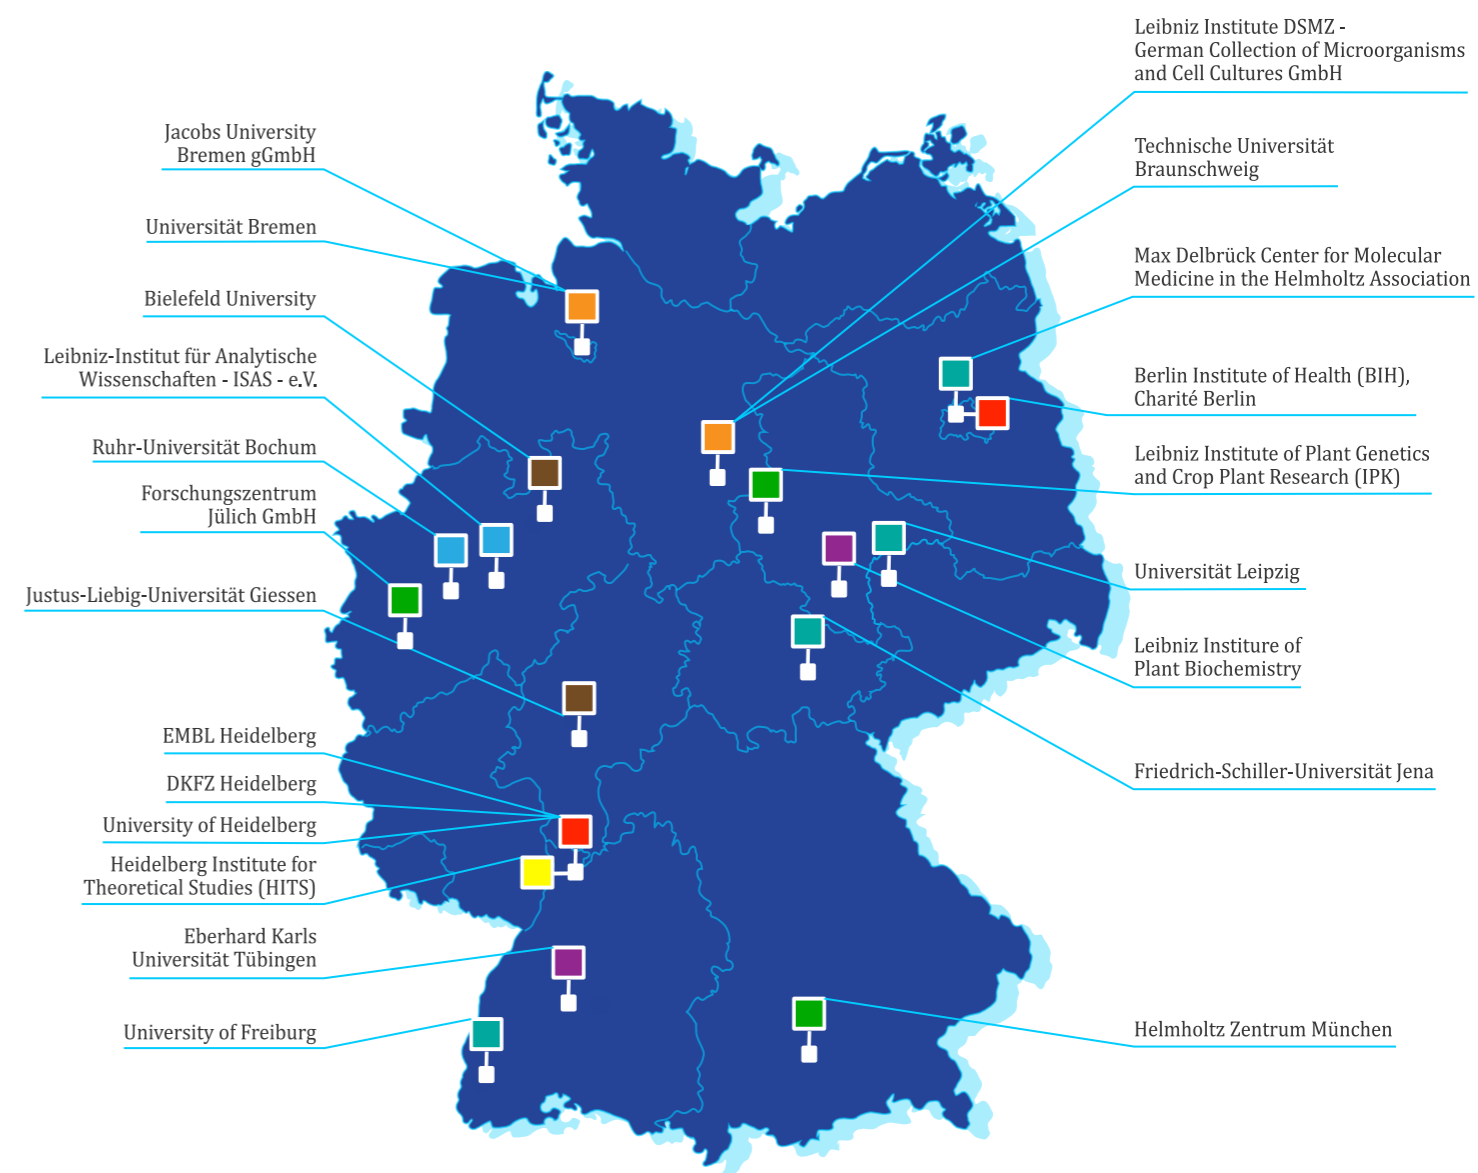 Jacobs University
Bremen gGmbH
Universität Bremen
Bielefeld University
Leibniz-Institut für Analytische
Wissenschaften - ISAS - e.V.
Ruhr-Universität Bochum
Forschungszentrum
Jülich GmbH
Justus-Liebig-Universität Giessen
EMBL Heidelberg
DKFZ Heidelberg
University of Heidelberg
Heidelberg Institute for
Theoretical Studies (HITS)
Eberhard Karls
Universität Tübingen
University of Freiburg
Leibniz Institute DSMZ -
German Collection of Microorganisms
and Cell Cultures GmbH
Technische Universität
Braunschweig
Max Delbrück Center for Molecular
Medicine in the Helmholtz Association
Berlin Institute of Health (BIH),
Charité Berlin
Leibniz Institute of Plant Genetics
and Crop Plant Research (IPK)
Universität Leipzig
Leibniz Institure of
Plant Biochemistry
Friedrich-Schiller-Universität Jena
Helmholtz Zentrum München